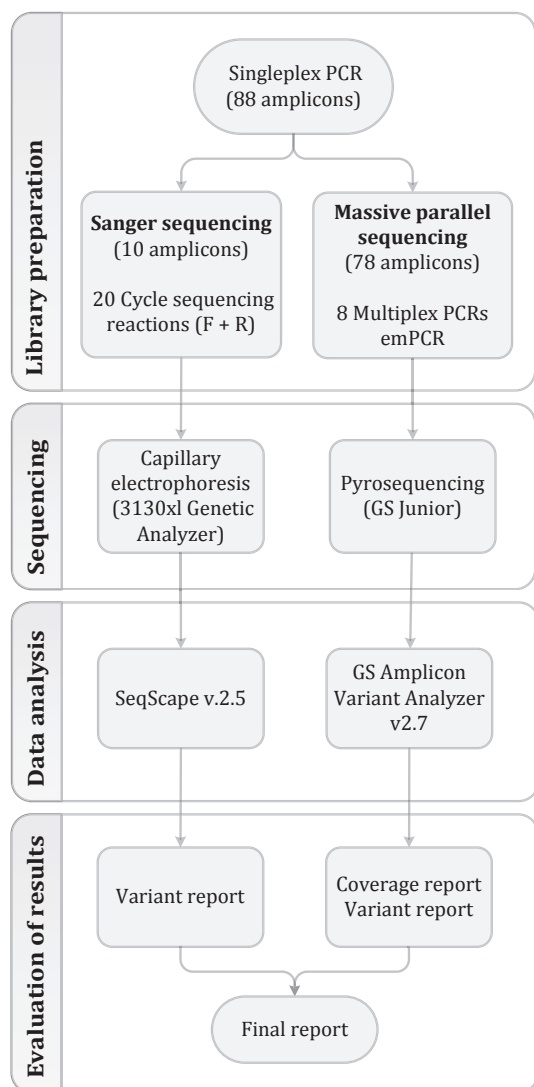 Library preparation
Singleplex PCR
(88 amplicons)
Sanger sequencing
(10 amplicons)
20 Cycle sequencing
reactions (F + R)
Massive parallel
sequencing
(78 amplicons)
8 Multiplex PCRs
emPCR
Sequencing
Capillary
electrophoresis
(3130xl Genetic
Analyzer)
Pyrosequencing
(GS Junior)
Data analysis
SeqScape v.2.5
GS Amplicon
Variant Analyzer
v2.7
Evaluation of results
Variant report
Coverage report
Variant report
Final report